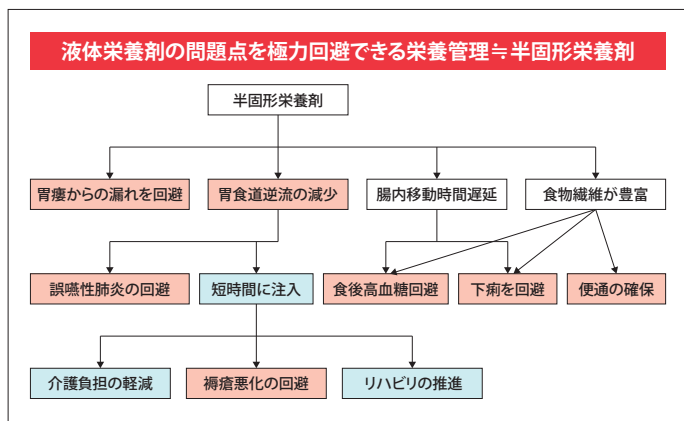 液体栄養剤の問題点を極力回避できる栄養管理≒半固形栄養剤
半固形栄養剤
胃瘻からの漏れを回避
胃食道逆流の減少
腸内移動時間遅延
食物繊維が豊富
誤嚥性肺炎の回避
短時間に注入
食後高血糖回避
下痢を回避
便通の確保
介護負担の軽減
褥瘡悪化の回避
リハビリの推進